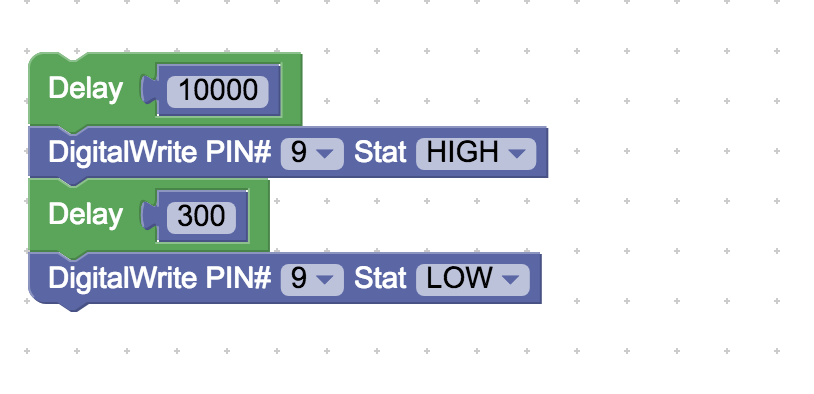 Delay 10000
DigitalWrite PIN# 9 Stat HIGH
Delay 300
DigitalWrite PIN# 9 Stat LOW